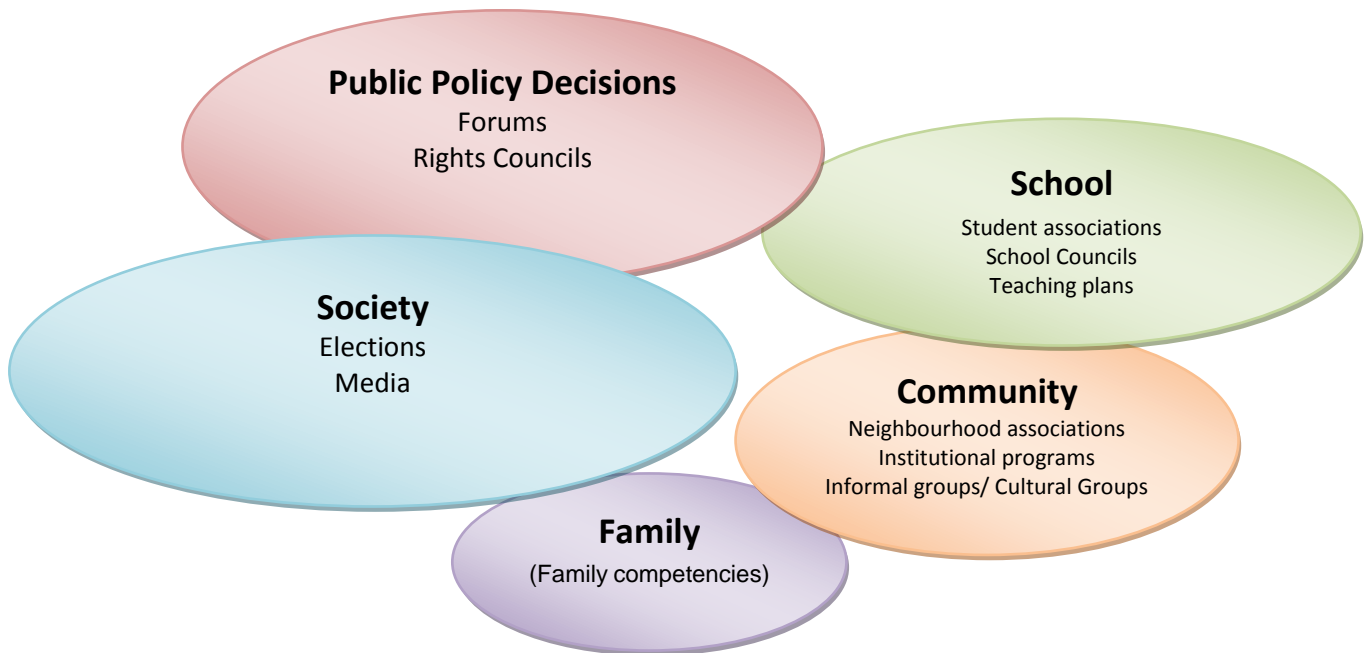 Public Policy Decisions
Forums
Rights Councils
School
Student associations
School Councils
Teaching plans
Society
Elections
Media
Community
Neighbourhood associations
Institutional programs
Informal groups/ Cultural Groups
Family
(Family competencies)